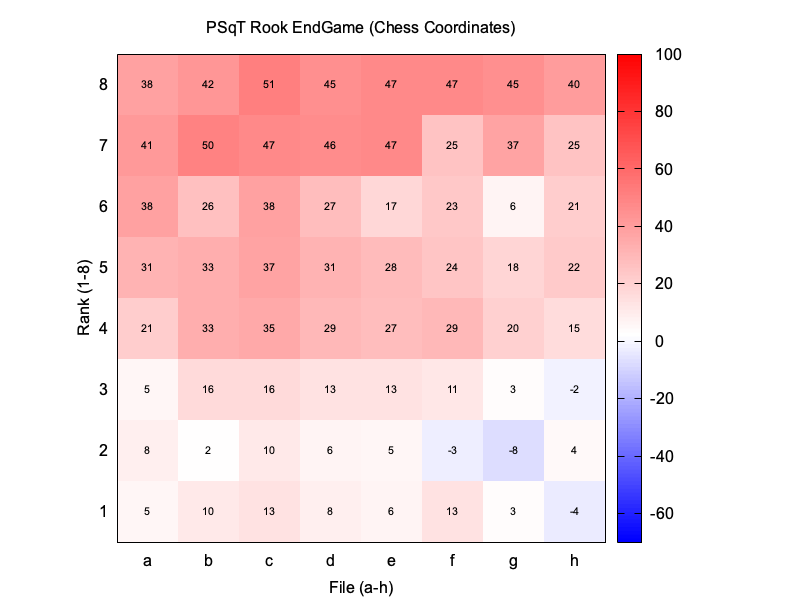 PSqT Rook EndGame (Chess Coordinates)
8 38 42 51 45 47 47 45 40
7 41 50 47 46 47 25 37 25
6 38 26 38 27 17 23 6 21
5 31 33 37 31 28 24 18 22
4 21 33 35 29 27 29 20 15
3 5 16 16 13 13 11 3 -2
2 8 2 10 6 5 -3 -8 4
1 5 10 13 8 6 13 3 -4
a b c d e f g h
File (a-h)
Rank (1-8)
100
80
60
40
20
0
-20
-40
-60